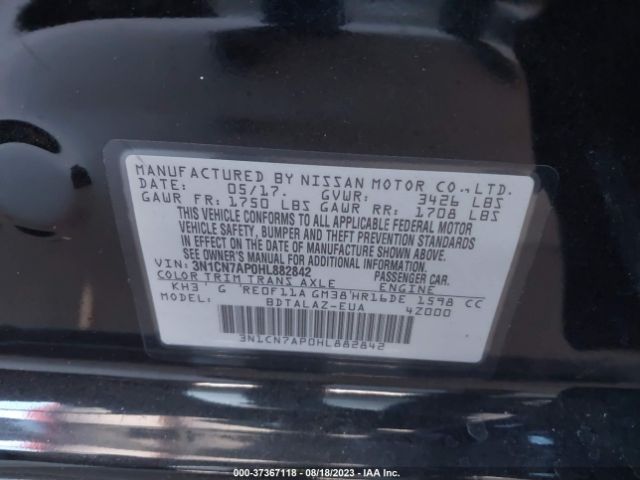 MANUFACTURED BY NISSAN MOTOR CO.,LTD.
DATE: 05/17. GVWR: 3426 LBS
GAWR FR: 1750 LBS GAWR RR: 1708 LBS
THIS VEHICLE CONFORMS TO ALL APPLICABLE FEDERAL MOTOR
VEHICLE SAFETY, BUMPER AND THEFT PREVENTION STANDARDS
IN EFFECT ON THE DATE OF MANUFACTURE SHOWN ABOVE.
SEE OWNER'S MANUAL OR
VIN: 3N1CN7AP0HL882842 PASSENGER CAR
COLOR TRIM TRANS AXLE ENGINE
KH3 G RE0F11A GM38 HR16DE 1598 CC
MODEL: BDTALAZ-EUA 4Z000
3N1CN7AP0HL882842
000-37367118 - 08/18/2023 - IAA Inc.